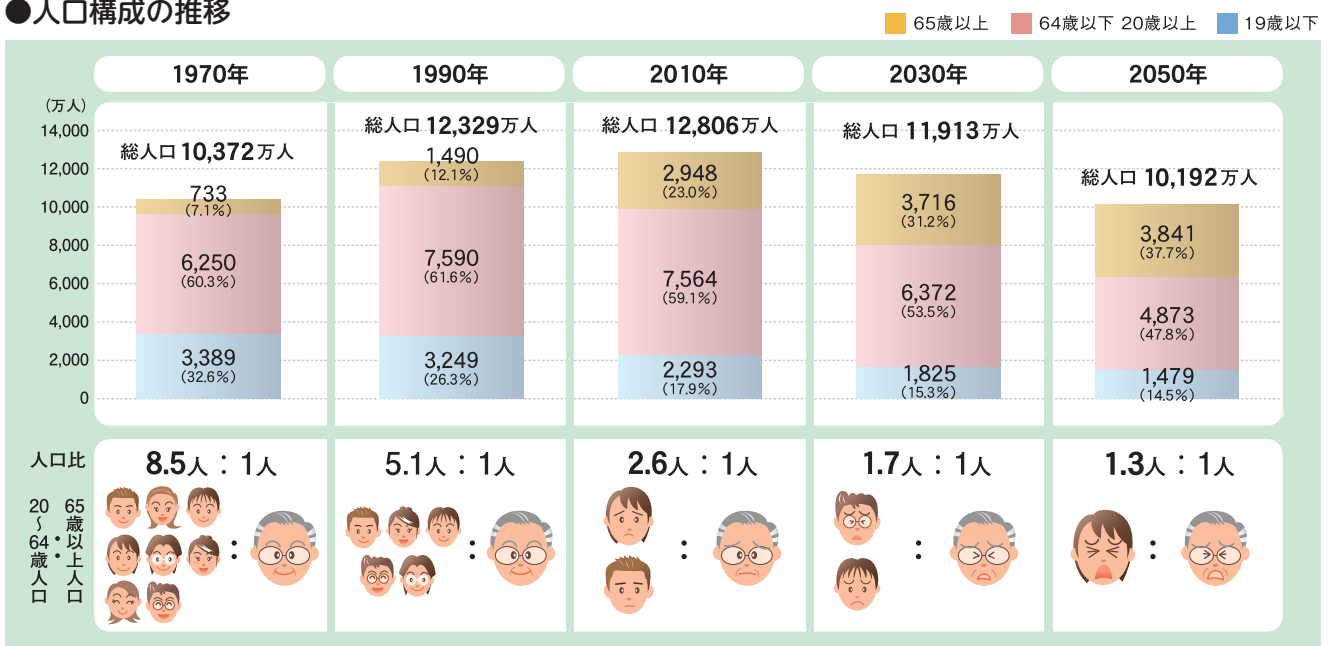 ●人口構成の推移
65歳以上 64歳以下 20歳以上 19歳以下
1970年 1990年 2010年 2030年 2050年
(万人)
14,000
12,000
10,000
8,000
6,000
4,000
2,000
0
総人口10,372万人
733
(7.1%)
6,250
(60.3%)
3,389
(32.6%)
総人口12,329万人
1,490
(12.1%)
7,590
(61.6%)
3,249
(26.3%)
総人口 12,806万人
2,948
(23.0%)
7,564
(59.1%)
2,293
(17.9%)
総人口 11,913万人
3,716
(31.2%)
6,372
(53.5%)
1,825
(15.3%)
総人口 10,192万人
3,841
(37.7%)
4,873
(47.8%)
1,479
(14.5%)
人口比
65歳以上人口
20~64歳人口
8.5人:1人
5.1人:1人
2.6人:1人
1.7人:1人
1.3人:1人
:
:
:
:
: